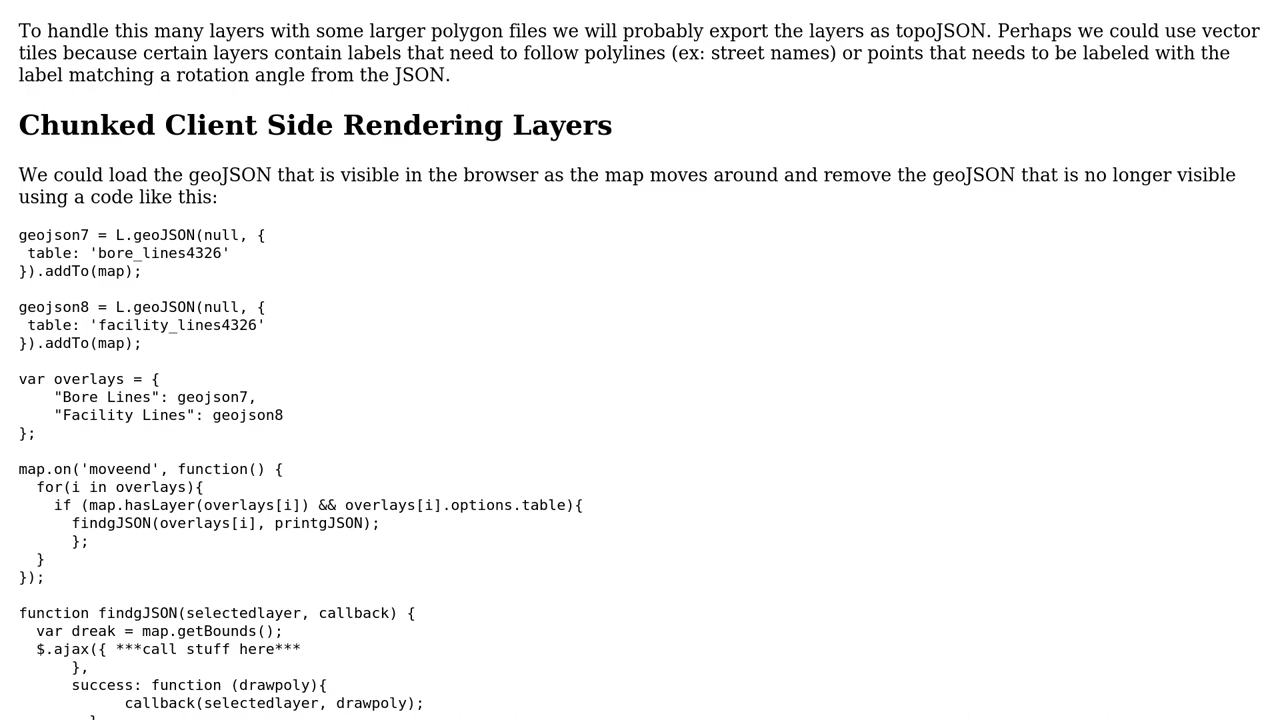 To handle this many layers with some larger polygon files we will probably export the layers as topoJSON. Perhaps we could use vector
tiles because certain layers contain labels that need to follow polylines (ex: street names) or points that needs to be labeled with the
label matching a rotation angle from the JSON.
Chunked Client Side Rendering Layers
We could load the geoJSON that is visible in the browser as the map moves around and remove the geoJSON that is no longer visible
using a code like this:
geojson7 = L.geoJSON(null, {
 table: 'bore_lines4326'
}).addTo(map);
geojson8 = L.geoJSON(null, {
 table: 'facility_lines4326'
}).addTo(map);
var overlays = {
    "Bore Lines": geojson7,
    "Facility Lines": geojson8
};
map.on('moveend', function() {
  for(i in overlays){
    if (map.hasLayer(overlays[i]) && overlays[i].options.table){
      findgJSON(overlays[i], printgJSON);
      };
  }
});
function findgJSON(selectedlayer, callback) {
  var dreak = map.getBounds();
  $.ajax({ ***call stuff here***
      },
      success: function (drawpoly){
            callback(selectedlayer, drawpoly);
        }